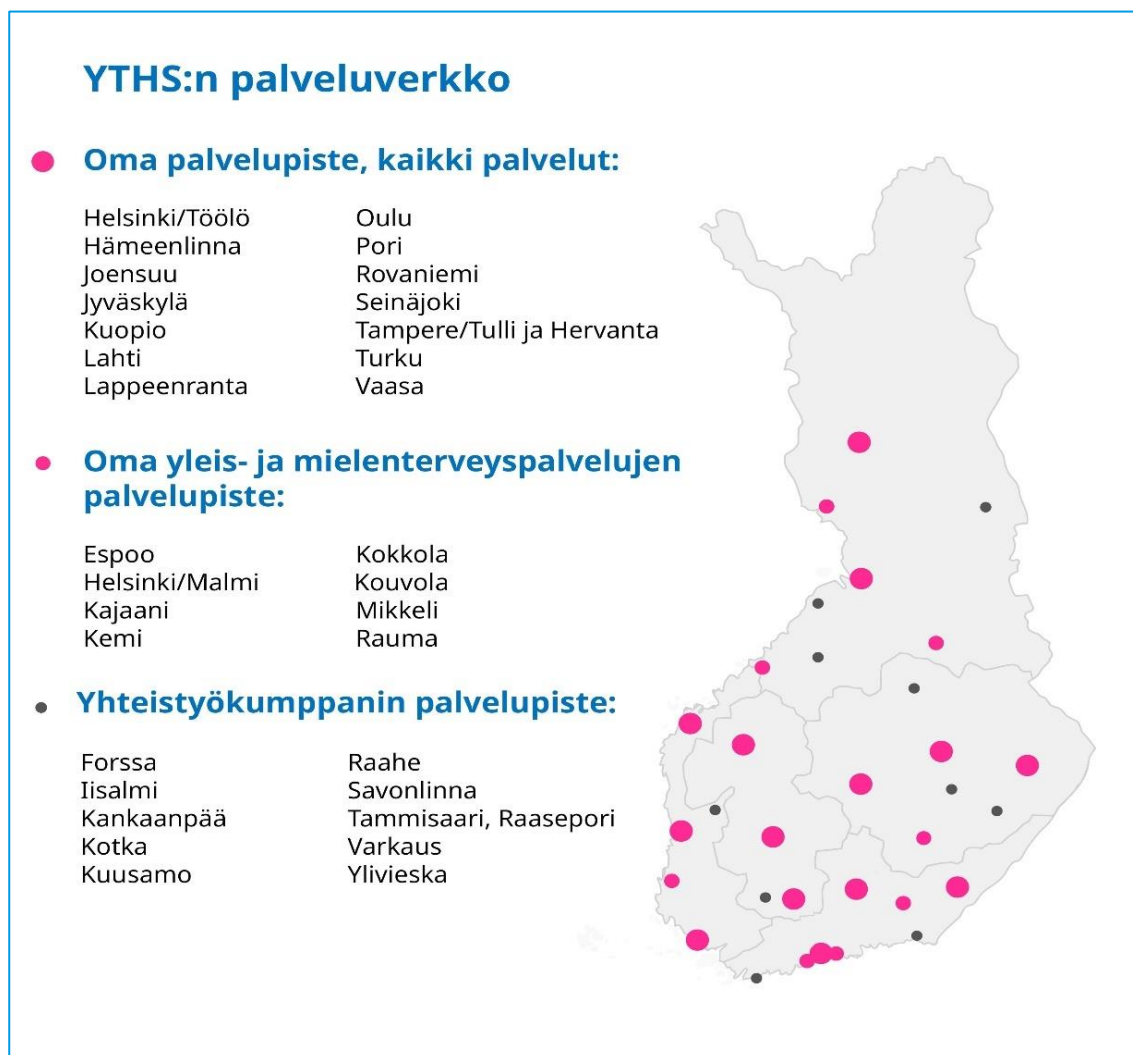 YTHS:n palveluverkko
Oma palvelupiste, kaikki palvelut:
Helsinki/Töölö
Hämeenlinna
Joensuu
Jyväskylä
Kuopio
Lahti
Lappeenranta
Oulu
Pori
Rovaniemi
Seinäjoki
Tampere/Tulli ja Hervanta
Turku
Vaasa
Oma yleis- ja mielenterveyspalvelujen
palvelupiste:
Espoo
Helsinki/Malmi
Kajaani
Kemi
Kokkola
Kouvola
Mikkeli
Rauma
Yhteistyökumppanin palvelupiste:
Forssa
Iisalmi
Kankaanpää
Kotka
Kuusamo
Raahe
Savonlinna
Tammisaari, Raasepori
Varkaus
Ylivieska